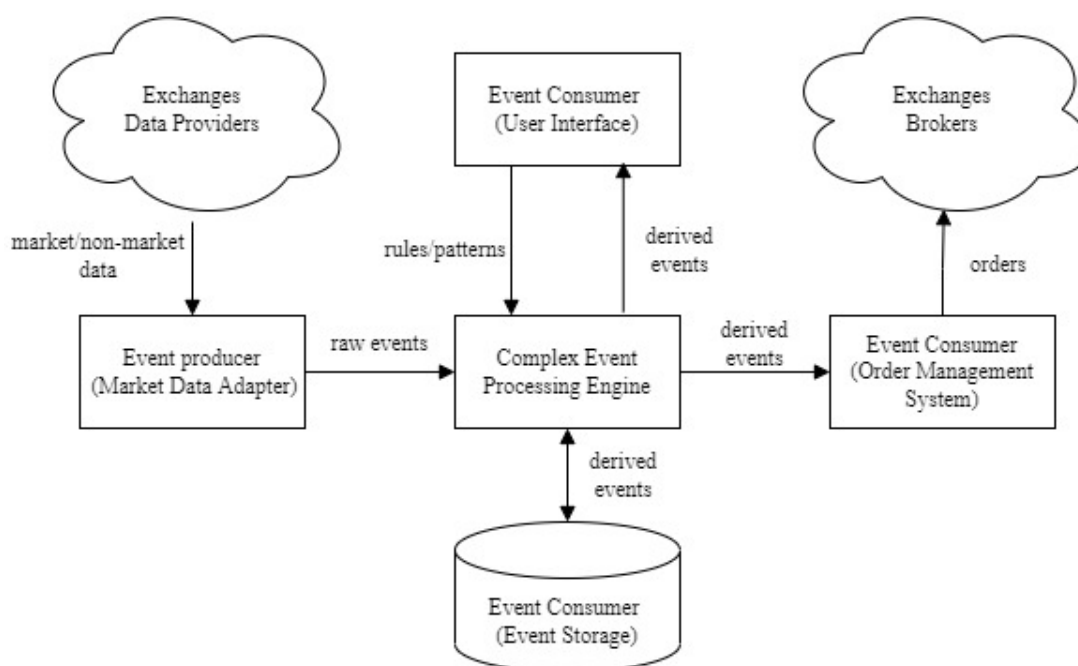 Exchanges
Data Providers
Event Consumer
(User Interface)
Exchanges
Brokers
market/non-market
data
rules/patterns
derived
events
orders
Event producer
(Market Data Adapter)
raw events
Complex Event
Processing Engine
derived
events
Event Consumer
(Order Management
System)
derived
events
Event Consumer
(Event Storage)